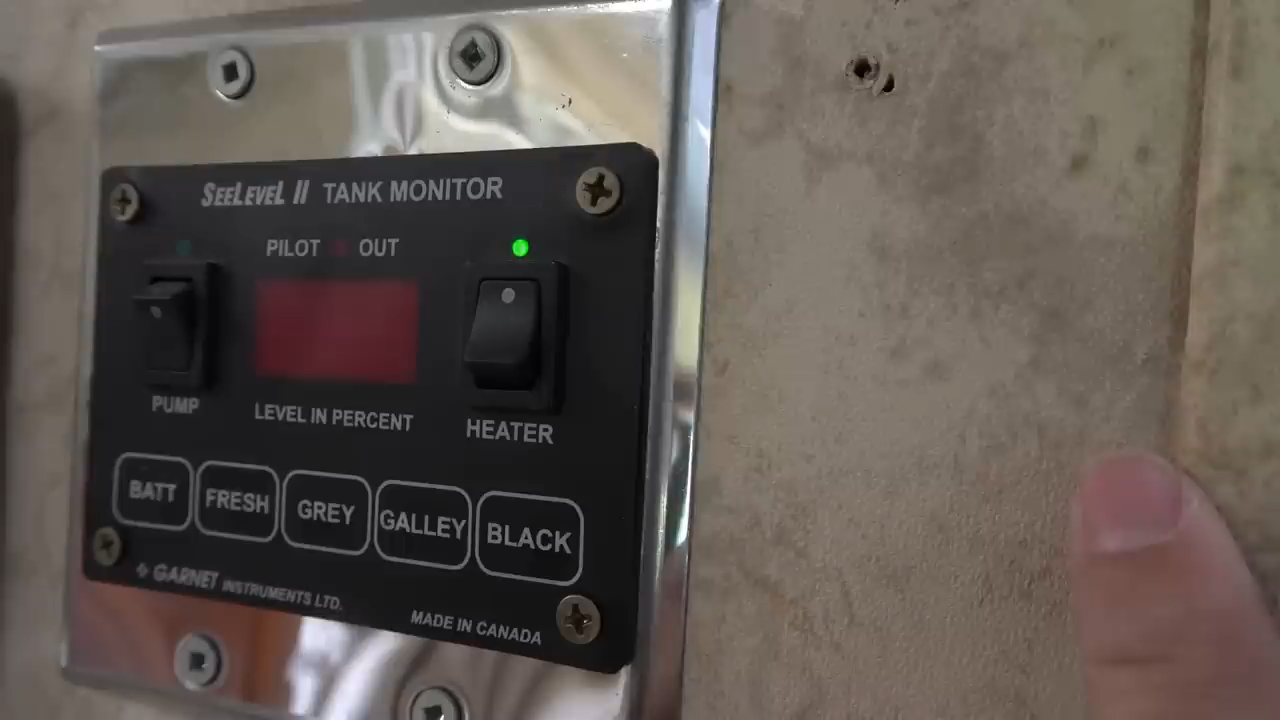 SEELEVEL II TANK MONITOR
PILOT OUT
PUMP
LEVEL IN PERCENT
HEATER
BATT
FRESH
GREY
GALLEY
BLACK
GARNET INSTRUMENTS LTD.
MADE IN CANADA